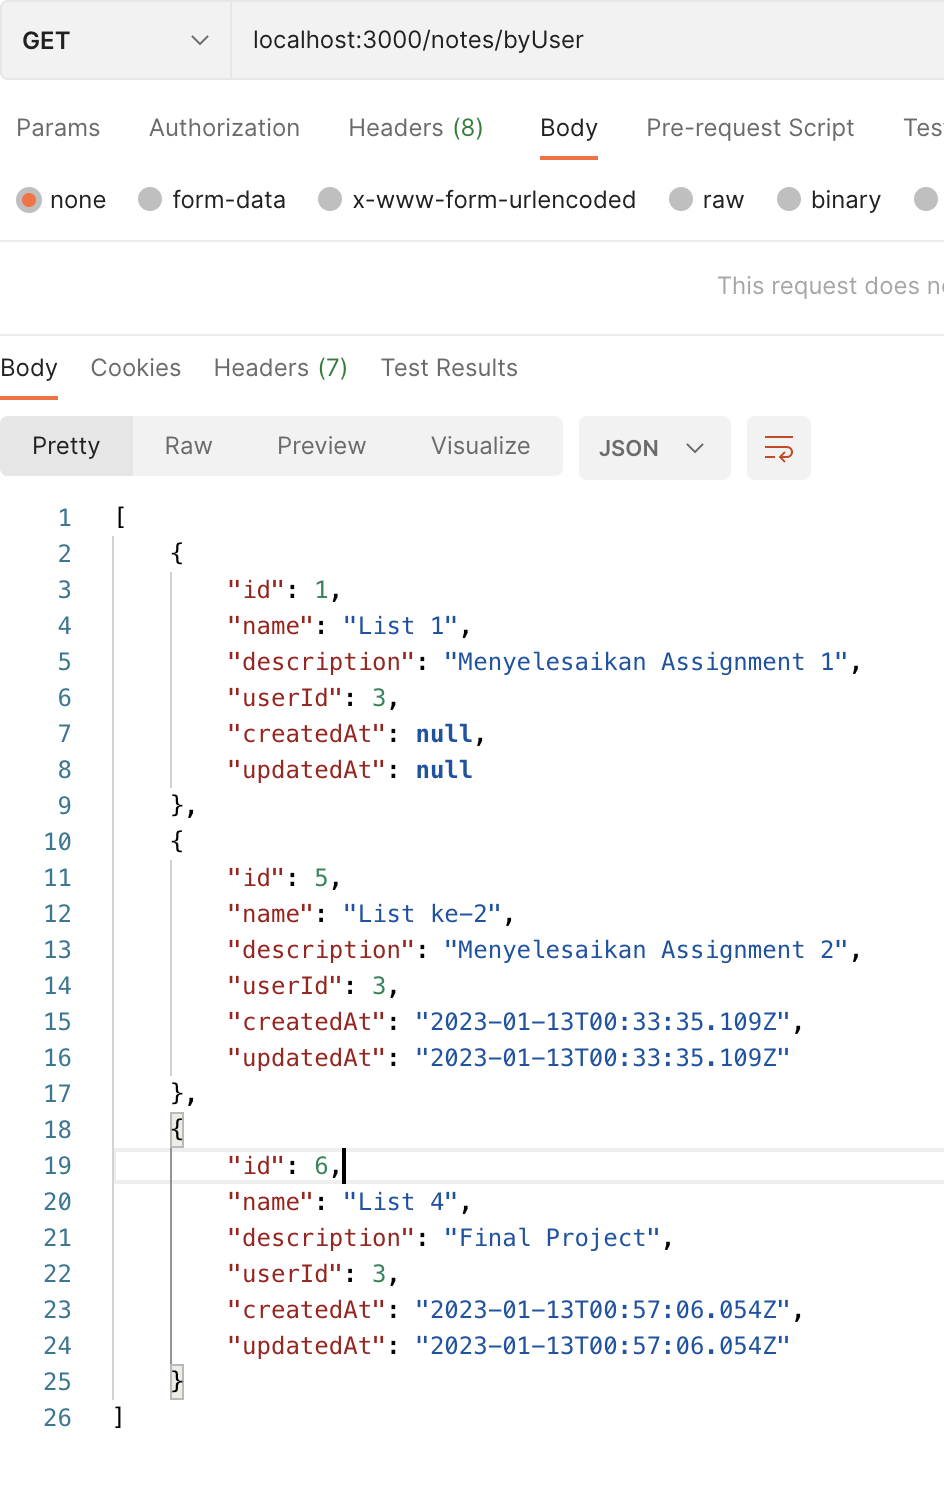 GET localhost:3000/notes/byUser
Params Authorization Headers (8) Body Pre-request Script Tes
none form-data x-www-form-urlencoded raw binary
This request does n
Body Cookies Headers (7) Test Results
Pretty Raw Preview Visualize JSON
1 [
2 {
3 "id": 1,
4 "name": "List 1",
5 "description": "Menyelesaikan Assignment 1",
6 "userId": 3,
7 "createdAt": null,
8 "updatedAt": null
9 },
10 {
11 "id": 5,
12 "name": "List ke-2",
13 "description": "Menyelesaikan Assignment 2",
14 "userId": 3,
15 "createdAt": "2023-01-13T00:33:35.109Z",
16 "updatedAt": "2023-01-13T00:33:35.109Z"
17 },
18 {
19 "id": 6,
20 "name": "List 4",
21 "description": "Final Project",
22 "userId": 3,
23 "createdAt": "2023-01-13T00:57:06.054Z",
24 "updatedAt": "2023-01-13T00:57:06.054Z"
25 }
26 ]